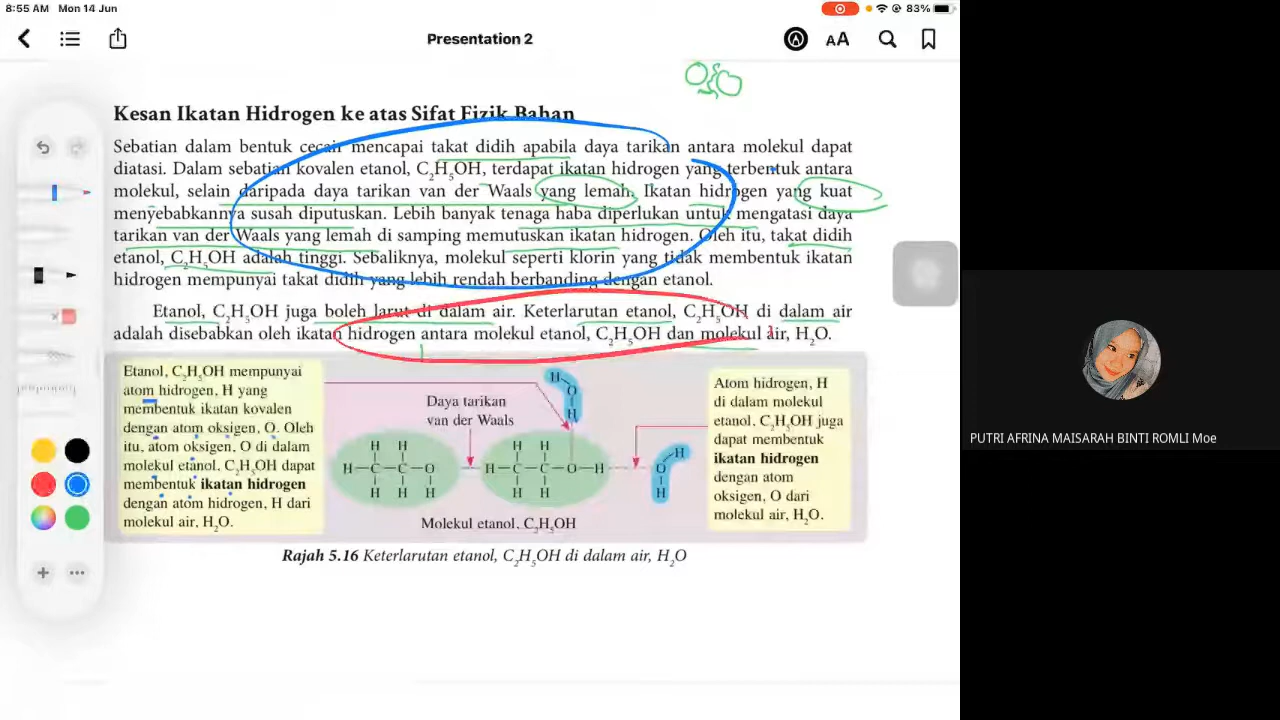 8:55 AM Mon 14 Jun
83%
Presentation 2
AA
Kesan Ikatan Hidrogen ke atas Sifat Fizik Bahan
Sebatian dalam bentuk cecair mencapai takat didih apabila daya tarikan antara molekul dapat
diatasi. Dalam sebatian kovalen etanol, C₂H₅OH, terdapat ikatan hidrogen yang terbentuk antara
molekul, selain daripada daya tarikan van der Waals yang lemah. Ikatan hidrogen yang kuat
menyebabkannya susah diputuskan. Lebih banyak tenaga haba diperlukan untuk mengatasi daya
tarikan van der Waals yang lemah di samping memutuskan ikatan hidrogen. Oleh itu, takat didih
etanol, C₂H₅OH adalah tinggi. Sebaliknya, molekul seperti klorin yang tidak membentuk ikatan
hidrogen mempunyai takat didih yang lebih rendah berbanding dengan etanol.
Etanol, C₂H₅OH juga boleh larut di dalam air. Keterlarutan etanol, C₂H₅OH di dalam air
adalah disebabkan oleh ikatan hidrogen antara molekul etanol, C₂H₅OH dan molekul air, H₂O.
Etanol, C₂H₅OH mempunyai
atom hidrogen, H yang
membentuk ikatan kovalen
dengan atom oksigen, O. Oleh
itu, atom oksigen, O di dalam
molekul etanol, C₂H₅OH dapat
membentuk ikatan hidrogen
dengan atom hidrogen, H dari
molekul air, H₂O.
Daya tarikan
van der Waals
H
O
H
H H
H—C—C—O
H H H
H H
H—C—C—O—H
H H
H
O
H
Molekul etanol, C₂H₅OH
Atom hidrogen, H
di dalam molekul
etanol, C₂H₅OH juga
dapat membentuk
ikatan hidrogen
dengan atom
oksigen, O dari
molekul air, H₂O.
Rajah 5.16 Keterlarutan etanol, C₂H₅OH di dalam air, H₂O
PUTRI AFRINA MAISARAH BINTI ROMLI Moe